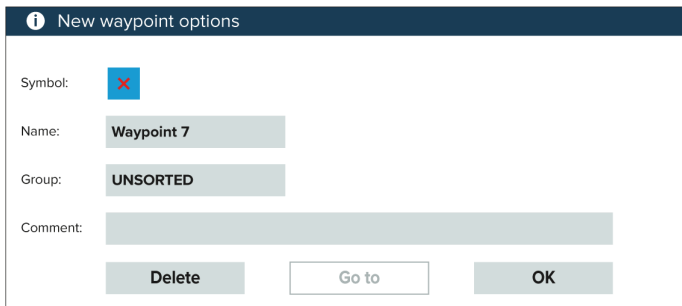 New waypoint options
Symbol:
Name: Waypoint 7
Group: UNSORTED
Comment:
Delete Go to OK